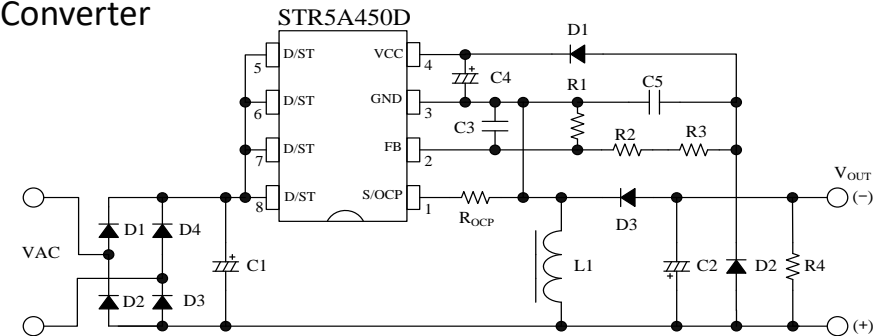 Converter
STR5A450D
D1
5 D/ST VCC 4
C4
R1
C5
6 D/ST GND 3
C3
R2 R3
7 D/ST FB 2
VOUT
8 D/ST S/OCP 1
(−)
ROCP
D3
D1 D4
VAC
C1
L1
C2
D2
R4
D2 D3
(+)